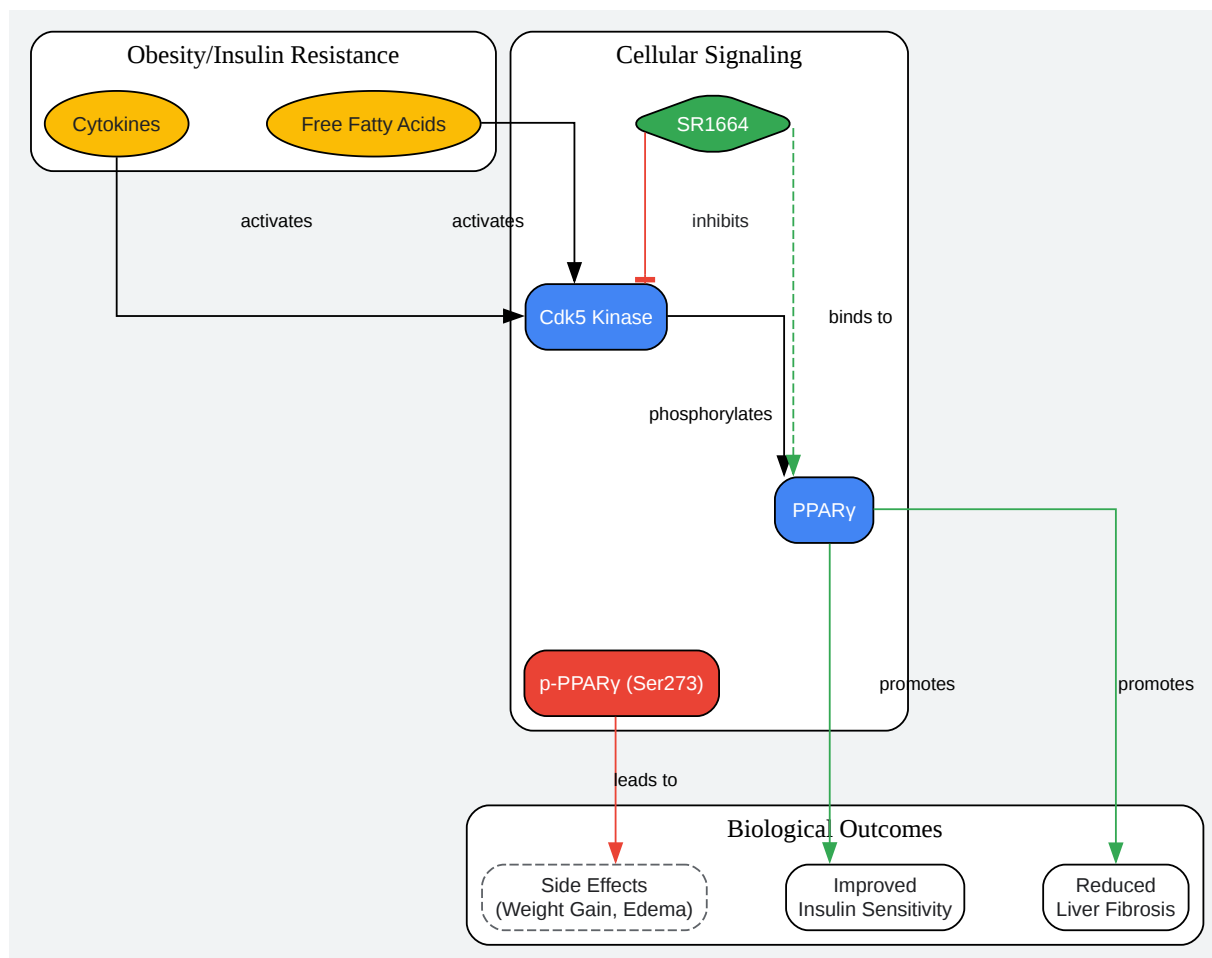 Obesity/Insulin Resistance
Cellular Signaling
Cytokines
Free Fatty Acids
SR1664
activates
activates
inhibits
Cdk5 Kinase
binds to
phosphorylates
PPARγ
p-PPARγ (Ser273)
promotes
promotes
leads to
Biological Outcomes
Side Effects
(Weight Gain, Edema)
Improved
Insulin Sensitivity
Reduced
Liver Fibrosis